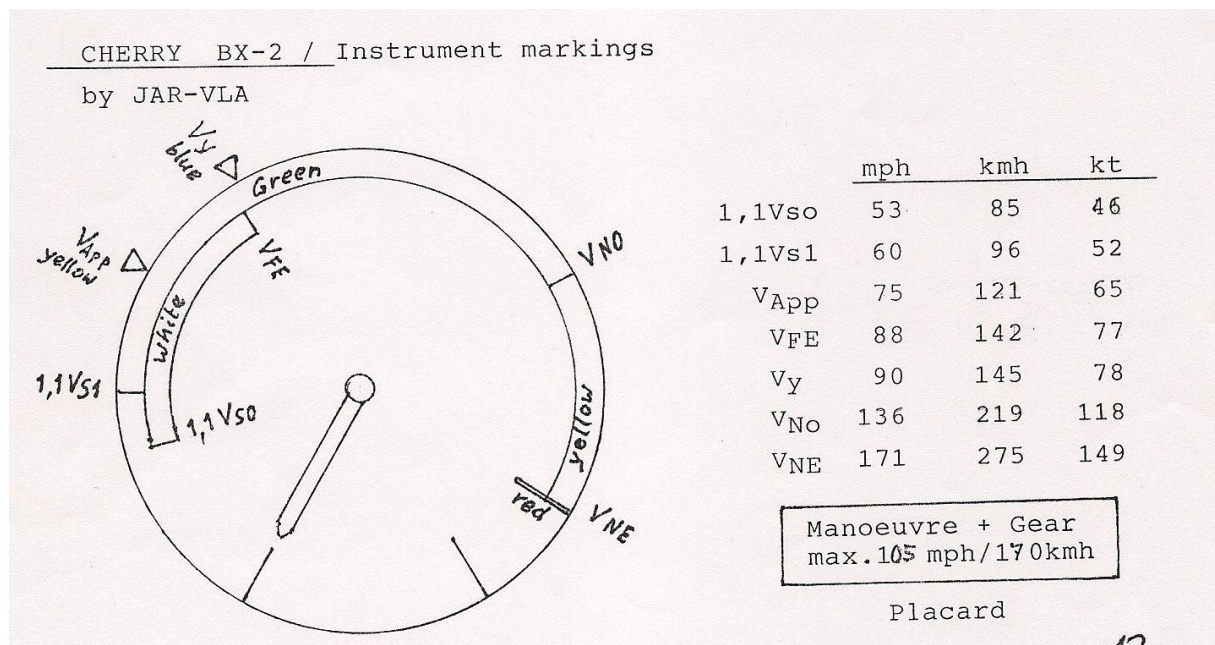 CHERRY BX-2 / Instrument markings
by JAR-VLA
Vy
blue
Green
VApp
yellow
VFE
VNO
white
1,1VS1
1,1VSO
yellow
red
VNE
mph kmh kt
1,1Vso 53 85 46
1,1Vs1 60 96 52
VApp 75 121 65
VFE 88 142 77
Vy 90 145 78
VNo 136 219 118
VNE 171 275 149
Manoeuvre + Gear
max.105 mph/170kmh
Placard